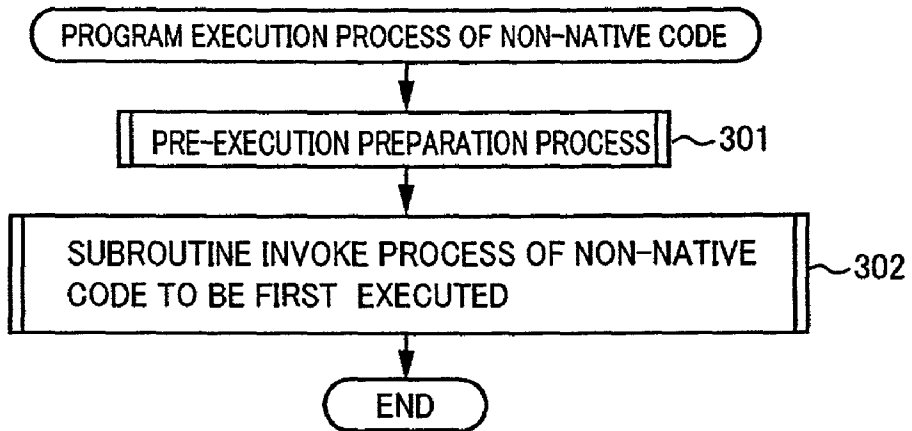 PROGRAM EXECUTION PROCESS OF NON-NATIVE CODE
PRE-EXECUTION PREPARATION PROCESS
301
SUBROUTINE INVOKE PROCESS OF NON-NATIVE
CODE TO BE FIRST EXECUTED
302
END